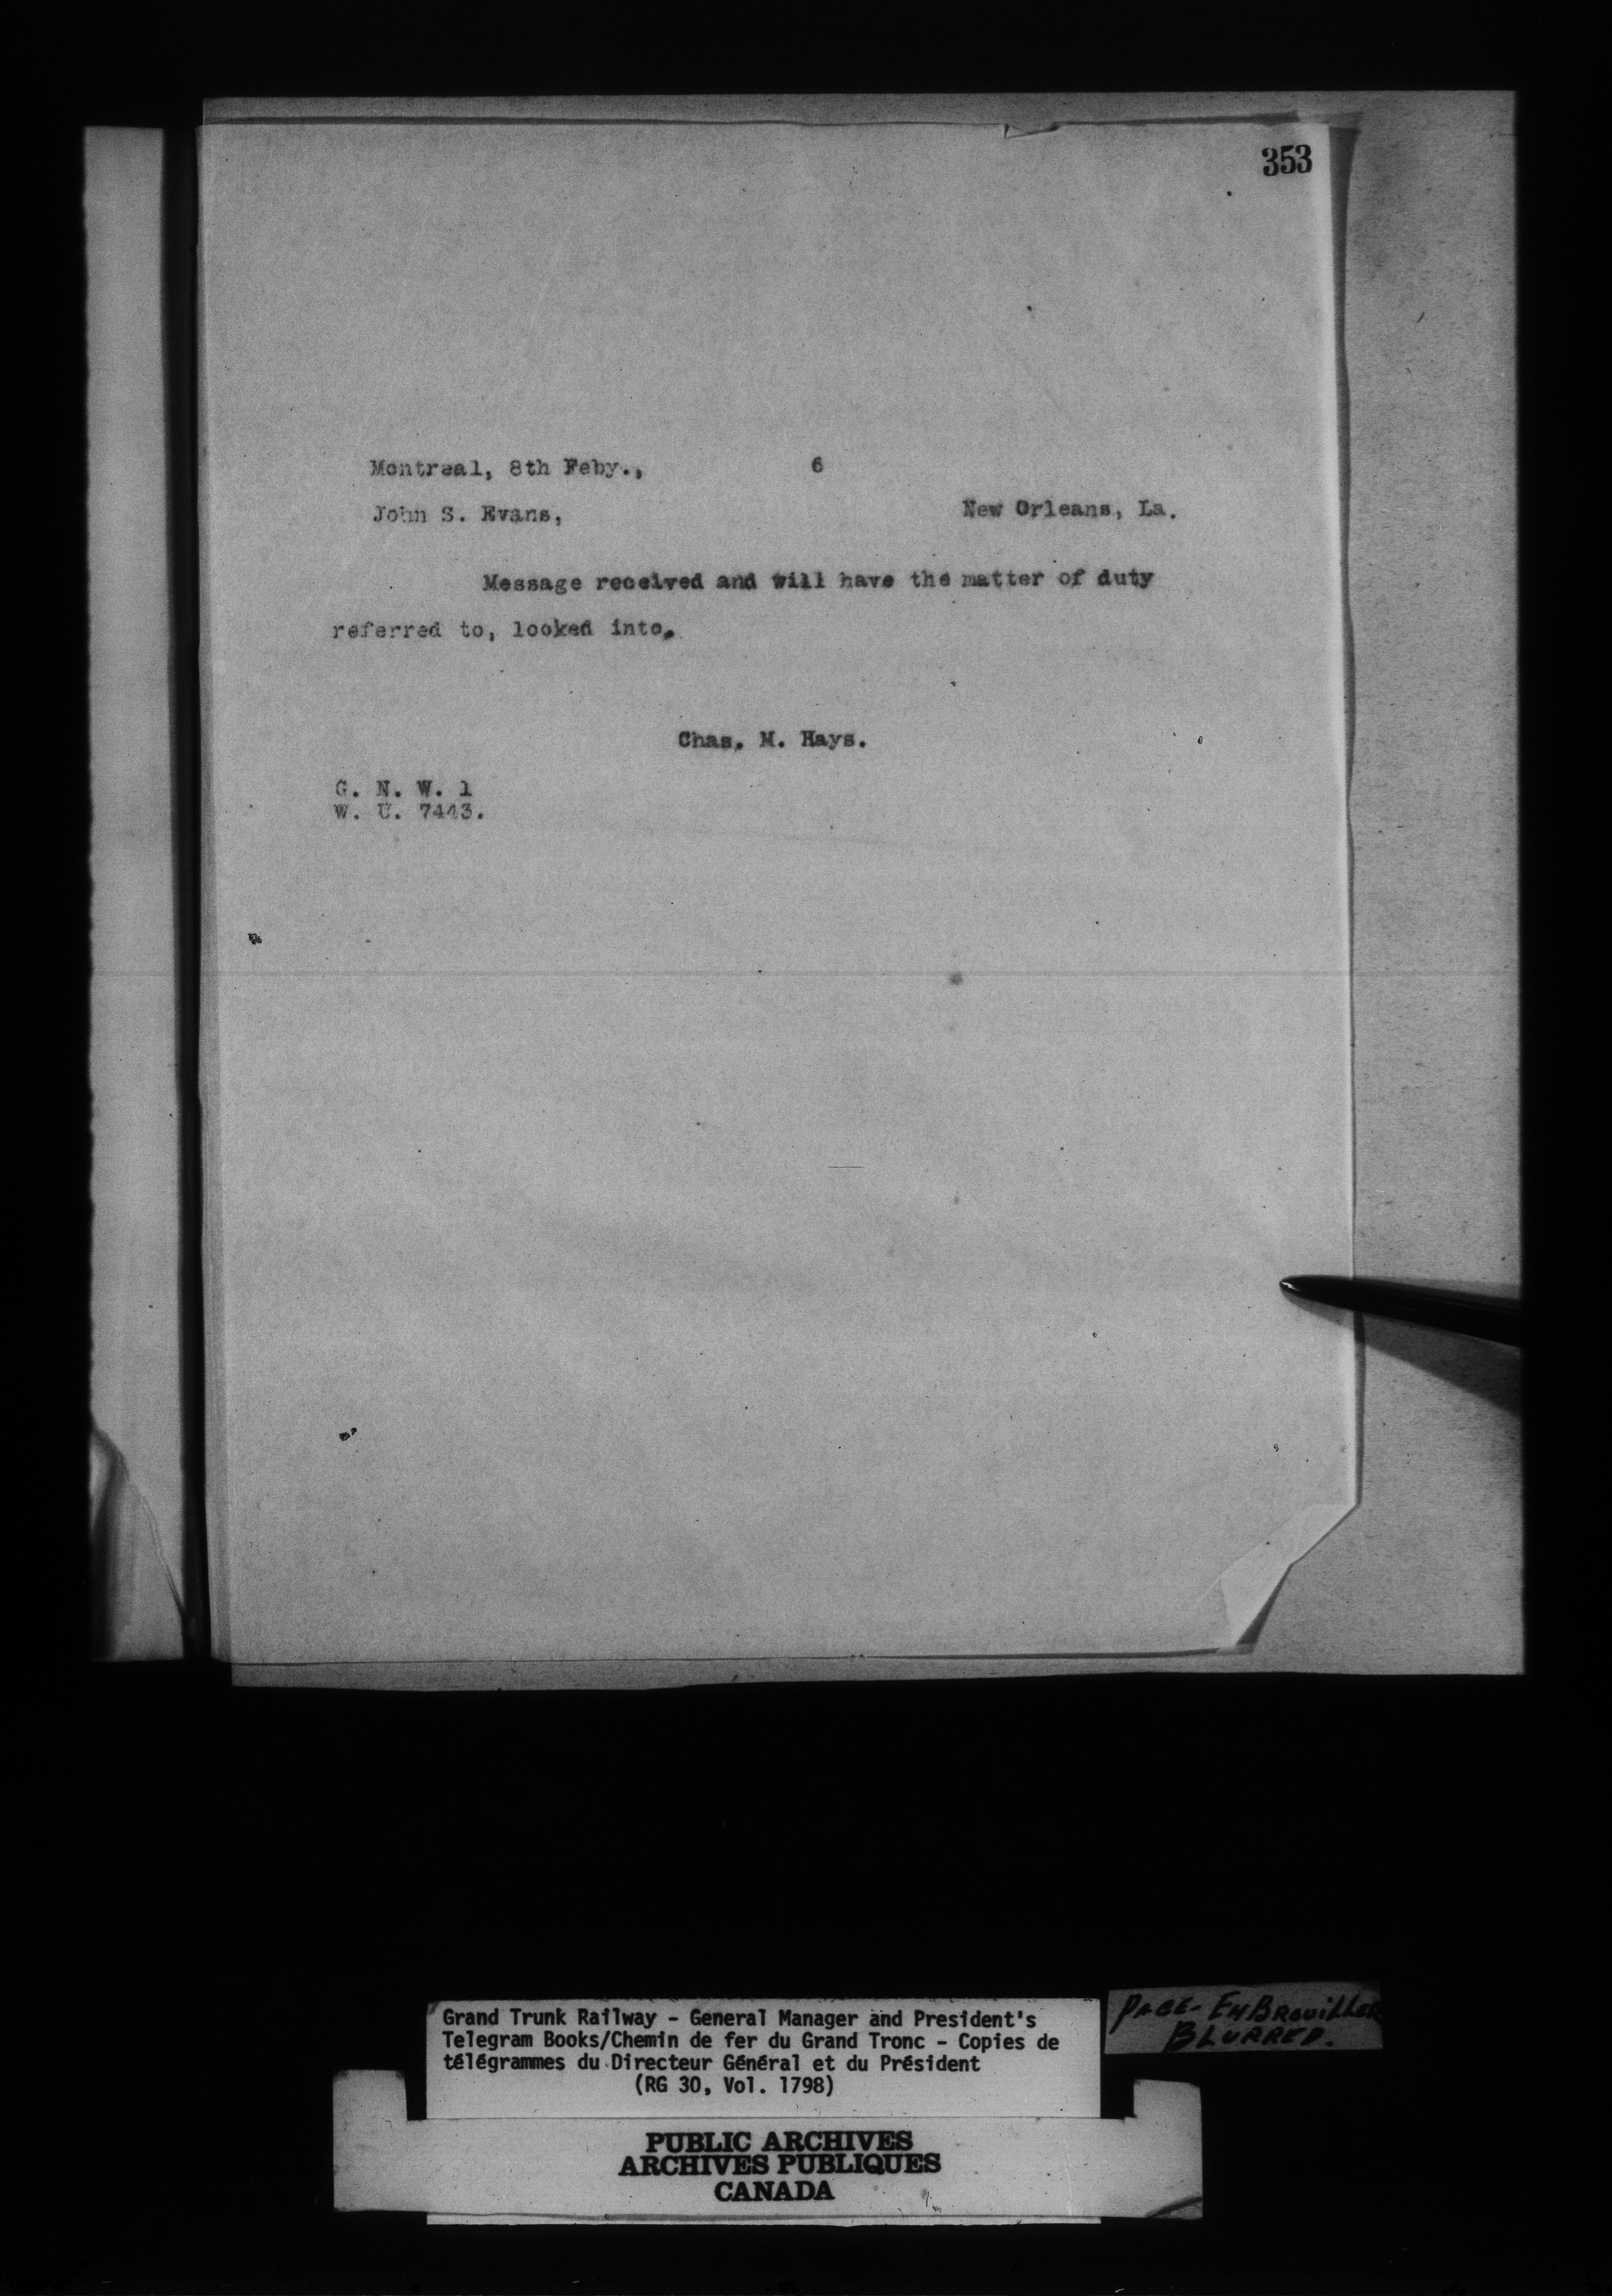 353
Montreal, 8th Feby., 6
John S. Evans, New Orleans, La.
Message received and will have the matter of duty
referred to, looked into.
Chas. M. Hays.
G. N. W. 1
W. U. 7443.
Grand Trunk Railway - General Manager and President's
Telegram Books/Chemin de fer du Grand Tronc - Copies de
télégrammes du Directeur Général et du Président
(RG 30, Vol. 1798)
PAGE- EMBROUILLER
BLURRED.
PUBLIC ARCHIVES
ARCHIVES PUBLIQUES
CANADA